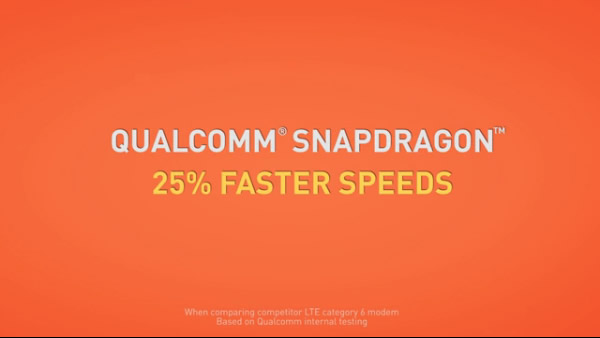 QUALCOMM® SNAPDRAGON™
25% FASTER SPEEDS
When comparing competitor LTE category 6 modem
Based on Qualcomm internal testing